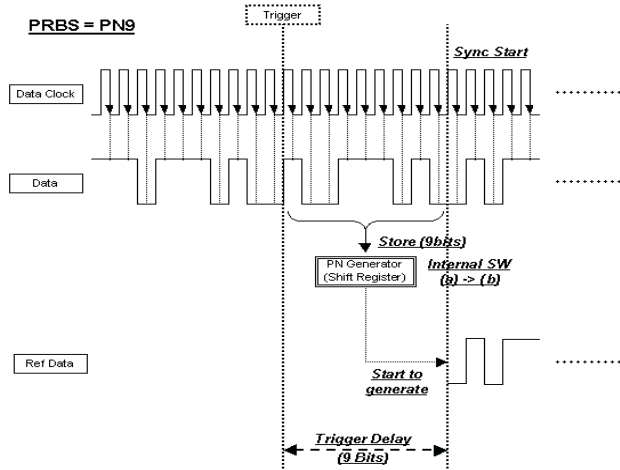 Trigger
PRBS = PN9
Sync Start
Data Clock
Data
Store (9bits)
PN Generator
(Shift Register)
Internal SW
(a) -> (b)
Ref Data
Start to
generate
Trigger Delay
(9 Bits)